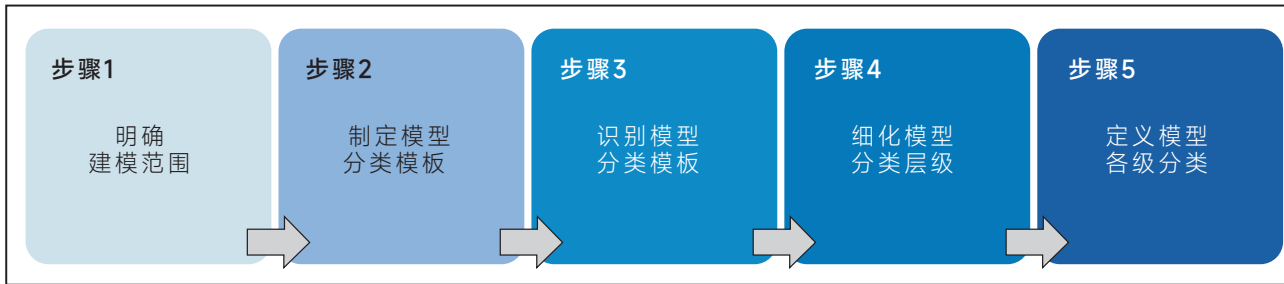 步骤1
明确
建模范围
步骤2
制定模型
分类模板
步骤3
识别模型
分类模板
步骤4
细化模型
分类层级
步骤5
定义模型
各级分类